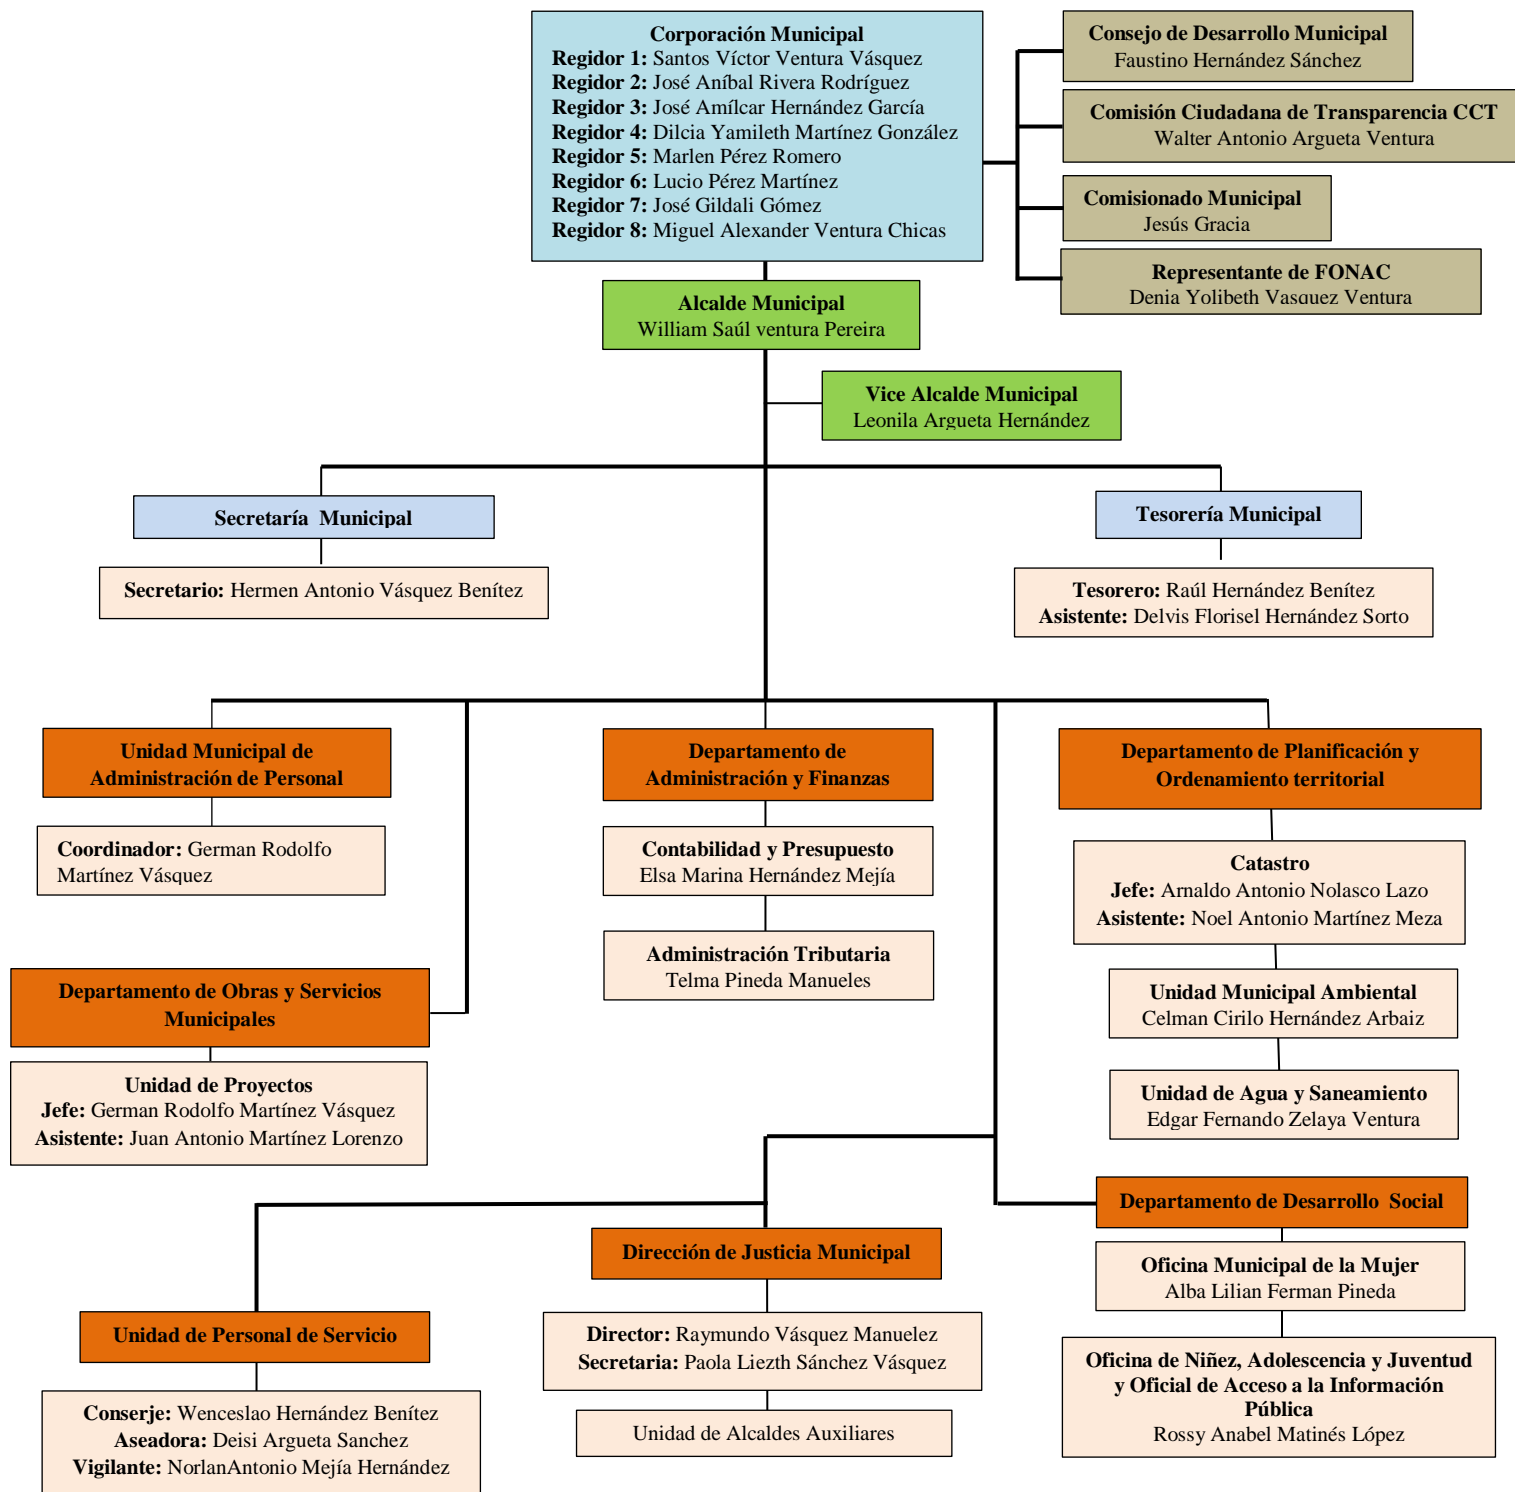 Corporación Municipal
Regidor 1: Santos Víctor Ventura Vásquez
Regidor 2: José Aníbal Rivera Rodríguez
Regidor 3: José Amílcar Hernández García
Regidor 4: Dilcia Yamileth Martínez González
Regidor 5: Marlen Pérez Romero
Regidor 6: Lucio Pérez Martínez
Regidor 7: José Gildali Gómez
Regidor 8: Miguel Alexander Ventura Chicas
Consejo de Desarrollo Municipal
Faustino Hernández Sánchez
Comisión Ciudadana de Transparencia CCT
Walter Antonio Argueta Ventura
Comisionado Municipal
Jesús Gracia
Representante de FONAC
Denia Yolibeth Vasquez Ventura
Alcalde Municipal
William Saúl ventura Pereira
Vice Alcalde Municipal
Leonila Argueta Hernández
Secretaría  Municipal
Secretario: Hermen Antonio Vásquez Benítez
Tesorería Municipal
Tesorero: Raúl Hernández Benítez
Asistente: Delvis Florisel Hernández Sorto
Unidad Municipal de
Administración de Personal
Coordinador: German Rodolfo
Martínez Vásquez
Departamento de
Administración y Finanzas
Contabilidad y Presupuesto
Elsa Marina Hernández Mejía
Administración Tributaria
Telma Pineda Manueles
Departamento de Planificación y
Ordenamiento territorial
Catastro
Jefe: Arnaldo Antonio Nolasco Lazo
Asistente: Noel Antonio Martínez Meza
Unidad Municipal Ambiental
Celman Cirilo Hernández Arbaiz
Unidad de Agua y Saneamiento
Edgar Fernando Zelaya Ventura
Departamento de Obras y Servicios
Municipales
Unidad de Proyectos
Jefe: German Rodolfo Martínez Vásquez
Asistente: Juan Antonio Martínez Lorenzo
Departamento de Desarrollo  Social
Oficina Municipal de la Mujer
Alba Lilian Ferman Pineda
Oficina de Niñez, Adolescencia y Juventud
y Oficial de Acceso a la Información
Pública
Rossy Anabel Matinés López
Dirección de Justicia Municipal
Director: Raymundo Vásquez Manuelez
Secretaria: Paola Liezth Sánchez Vásquez
Unidad de Alcaldes Auxiliares
Unidad de Personal de Servicio
Conserje: Wenceslao Hernández Benítez
Aseadora: Deisi Argueta Sanchez
Vigilante: NorlanAntonio Mejía Hernández